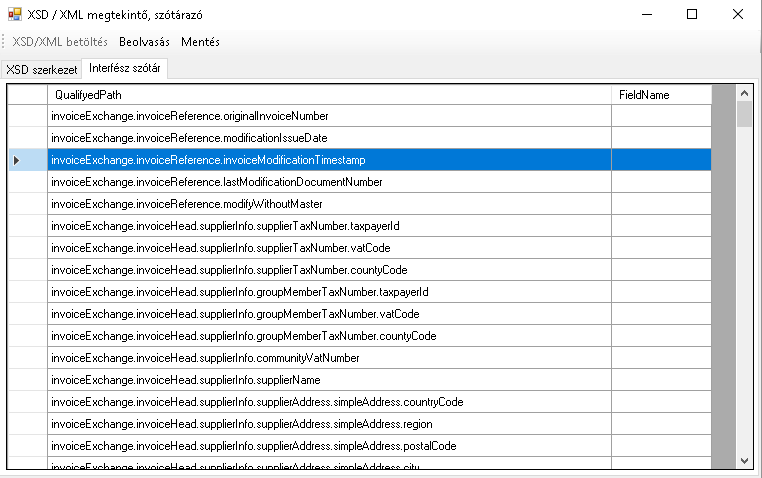 XSD / XML megtekintő, szótárazó
XSD/XML betöltés Beolvasás Mentés
XSD szerkezet Interfész szótár
QualifyedPath FieldName
invoiceExchange.invoiceReference.originalInvoiceNumber
invoiceExchange.invoiceReference.modificationIssueDate
invoiceExchange.invoiceReference.invoiceModificationTimestamp
invoiceExchange.invoiceReference.lastModificationDocumentNumber
invoiceExchange.invoiceReference.modifyWithoutMaster
invoiceExchange.invoiceHead.supplierInfo.supplierTaxNumber.taxpayerId
invoiceExchange.invoiceHead.supplierInfo.supplierTaxNumber.vatCode
invoiceExchange.invoiceHead.supplierInfo.supplierTaxNumber.countyCode
invoiceExchange.invoiceHead.supplierInfo.groupMemberTaxNumber.taxpayerId
invoiceExchange.invoiceHead.supplierInfo.groupMemberTaxNumber.vatCode
invoiceExchange.invoiceHead.supplierInfo.groupMemberTaxNumber.countyCode
invoiceExchange.invoiceHead.supplierInfo.communityVatNumber
invoiceExchange.invoiceHead.supplierInfo.supplierName
invoiceExchange.invoiceHead.supplierInfo.supplierAddress.simpleAddress.countryCode
invoiceExchange.invoiceHead.supplierInfo.supplierAddress.simpleAddress.region
invoiceExchange.invoiceHead.supplierInfo.supplierAddress.simpleAddress.postalCode
invoiceExchange.invoiceHead.supplierInfo.supplierAddress.simpleAddress.city